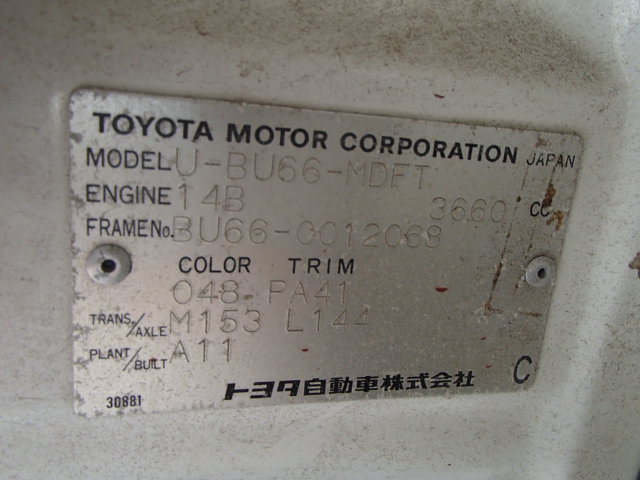 TOYOTA MOTOR CORPORATION JAPAN
MODEL U-BU66-MDFT
ENGINE 14B 3660 CC
FRAME No. BU66-0012068
COLOR TRIM
048 PA41
TRANS./AXLE M153 L144
PLANT/BUILT A11
トヨタ自動車株式会社 C
30881